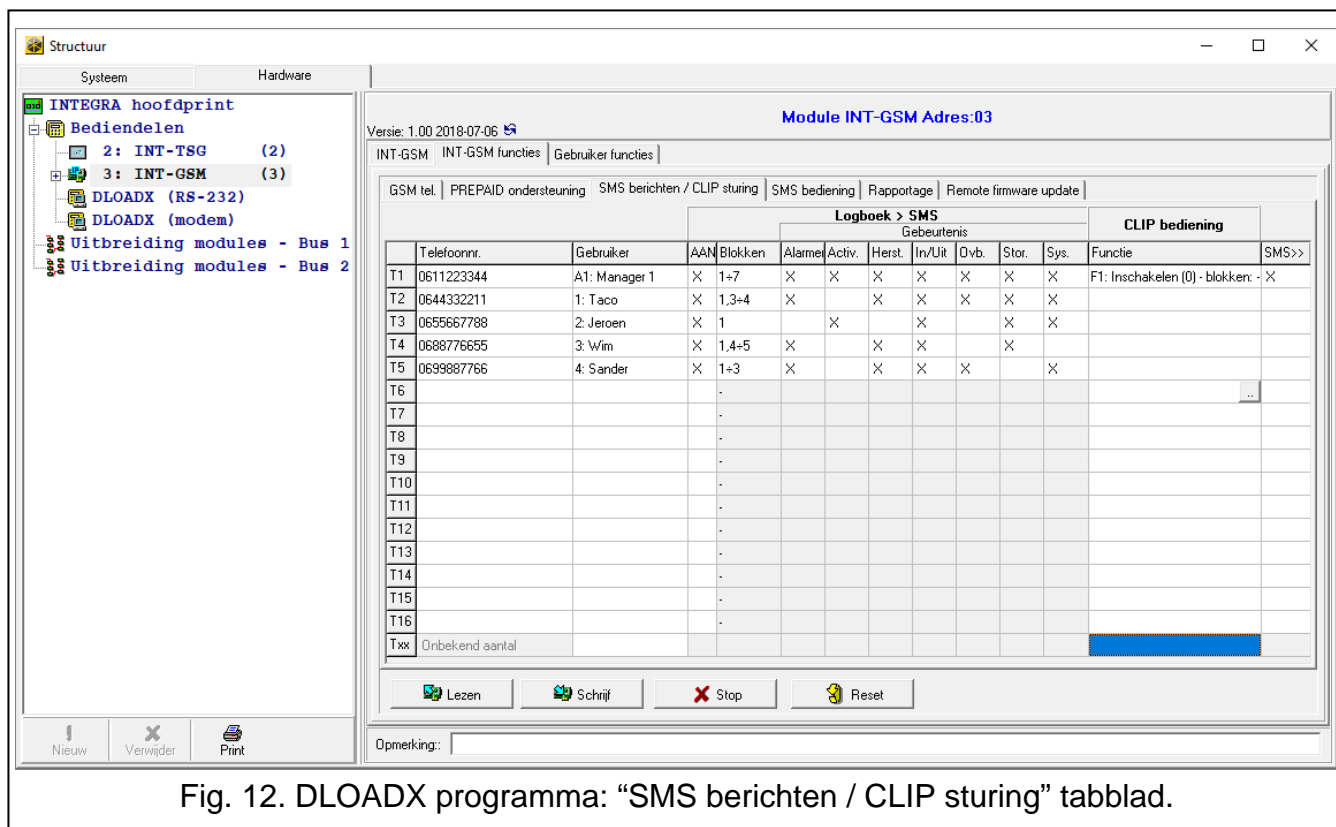 Structuur
Systeem Hardware
INTEGRA hoofdprint
Bediendelen
2: INT-TSG (2)
3: INT-GSM (3)
DLOADX (RS-232)
DLOADX (modem)
Uitbreiding modules - Bus 1
Uitbreiding modules - Bus 2
Nieuw Verwijder Print
Module INT-GSM Adres:03
Versie: 1.00 2018-07-06
INT-GSM INT-GSM functies Gebruiker functies
GSM tel. PREPAID ondersteuning SMS berichten / CLIP sturing SMS bediening Rapportage Remote firmware update
Logboek > SMS
Gebeurtenis
CLIP bediening
Telefoonnr. Gebruiker AAN Blokken Alarmen Activ. Herst. In/Uit Ovb. Stor. Sys. Functie SMS>>
T1 0611223344 A1: Manager 1 X 1÷7 X X X X X X X F1: Inschakelen (0) - blokken: - X
T2 0644332211 1: Taco X 1,3÷4 X X X X X X
T3 0655667788 2: Jeroen X 1 X X X X
T4 0688776655 3: Wim X 1,4÷5 X X X X
T5 0699887766 4: Sander X 1÷3 X X X X X
T6 - ..
T7 -
T8 -
T9 -
T10 -
T11 -
T12 -
T13 -
T14 -
T15 -
T16 -
Txx Onbekend aantal
Lezen Schrijf Stop Reset
Opmerking::
Fig. 12. DLOADX programma: “SMS berichten / CLIP sturing” tabblad.